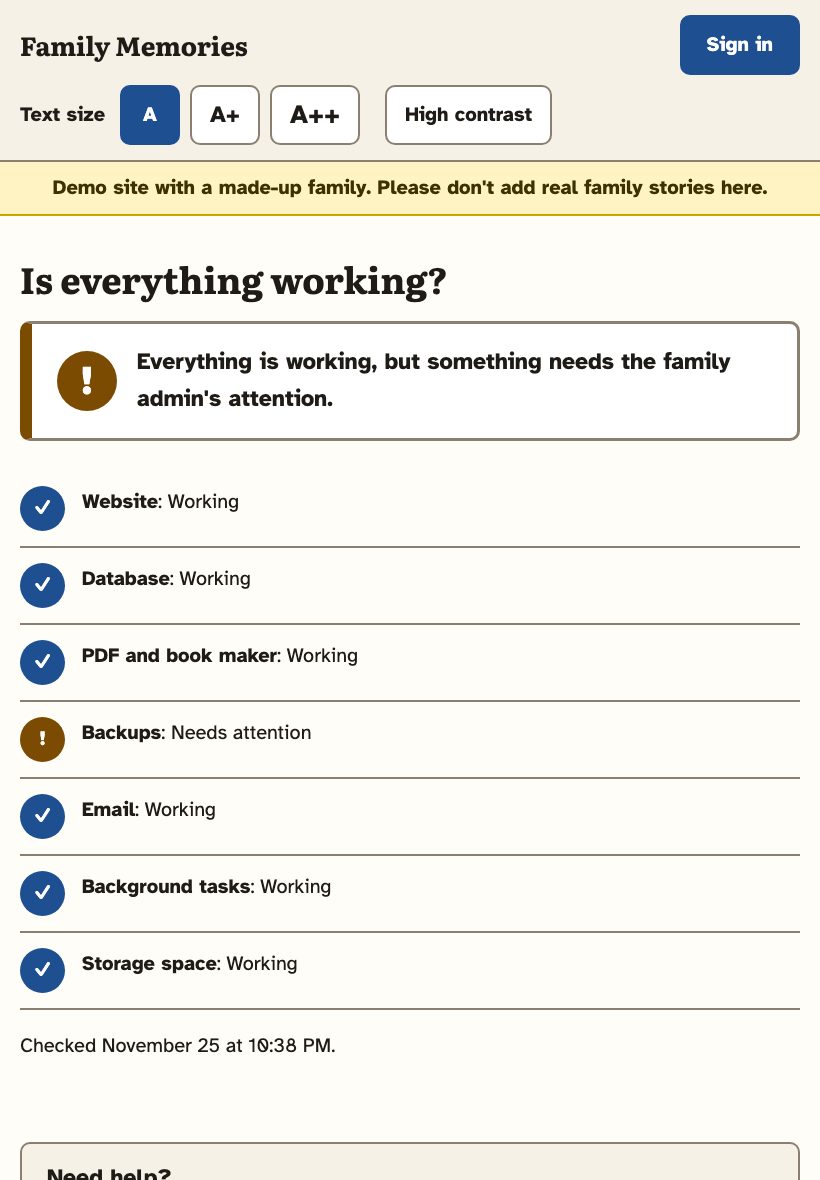 Family Memories
Sign in
Text size
A
A+
A++
High contrast
Demo site with a made-up family. Please don't add real family stories here.
Is everything working?
!
Everything is working, but something needs the family
admin's attention.
Website: Working
Database: Working
PDF and book maker: Working
!
Backups: Needs attention
Email: Working
Background tasks: Working
Storage space: Working
Checked November 25 at 10:38 PM.
Need help?